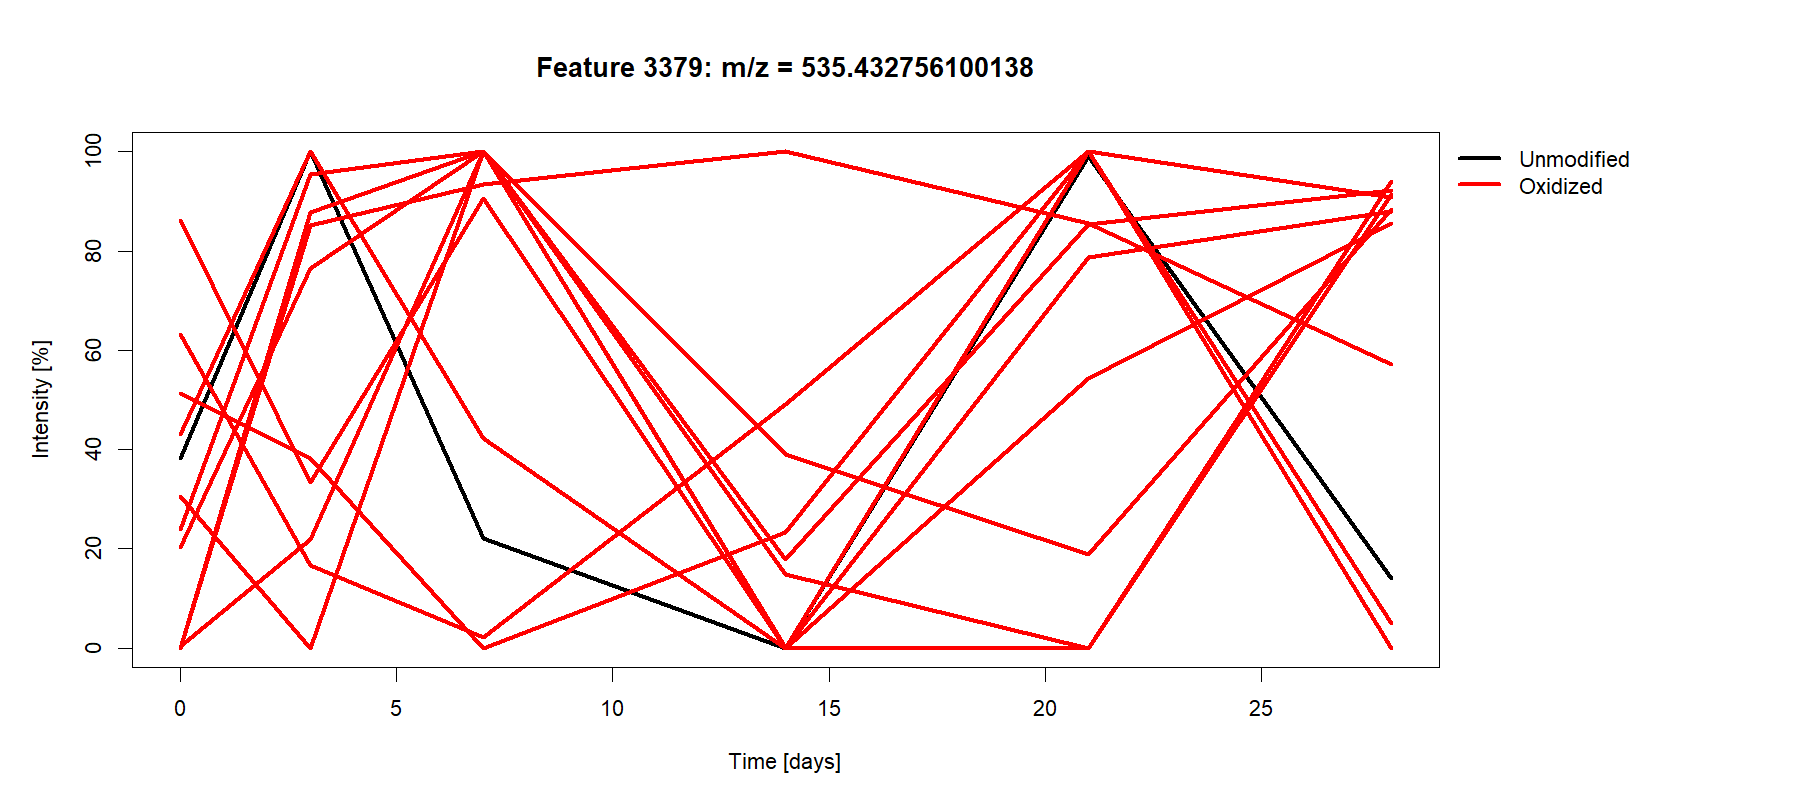 Feature 3379: m/z = 535.432756100138
Unmodified
Oxidized
Intensity [%]
100
80
60
40
20
0
0 5 10 15 20 25
Time [days]